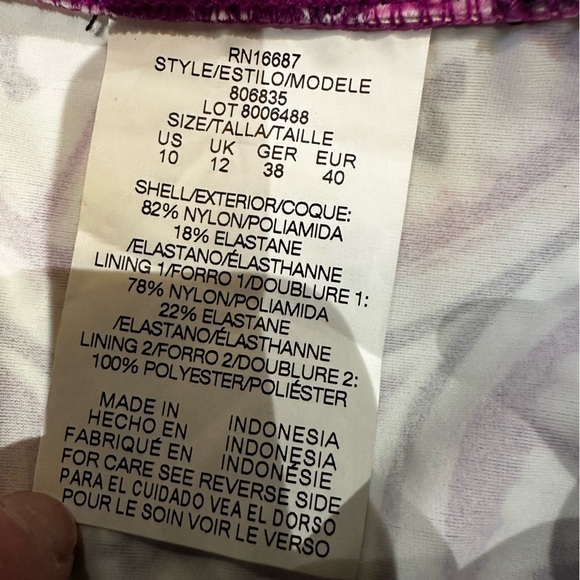 RN16687
STYLE/ESTILO/MODELE
806835
LOT 8006488
SIZE/TALLA/TAILLE
US UK GER EUR
10 12 38 40
SHELL/EXTERIOR/COQUE:
82% NYLON/POLIAMIDA
18% ELASTANE
/ELASTANO/ÉLASTHANNE
LINING 1/FORRO 1/DOUBLURE 1:
78% NYLON/POLIAMIDA
22% ELASTANE
/ELASTANO/ÉLASTHANNE
LINING 2/FORRO 2/DOUBLURE 2:
100% POLYESTER/POLIÉSTER
MADE IN INDONESIA
HECHO EN INDONESIA
FABRIQUÉ EN INDONÉSIE
FOR CARE SEE REVERSE SIDE
PARA EL CUIDADO VEA EL DORSO
POUR LE SOIN VOIR LE VERSO